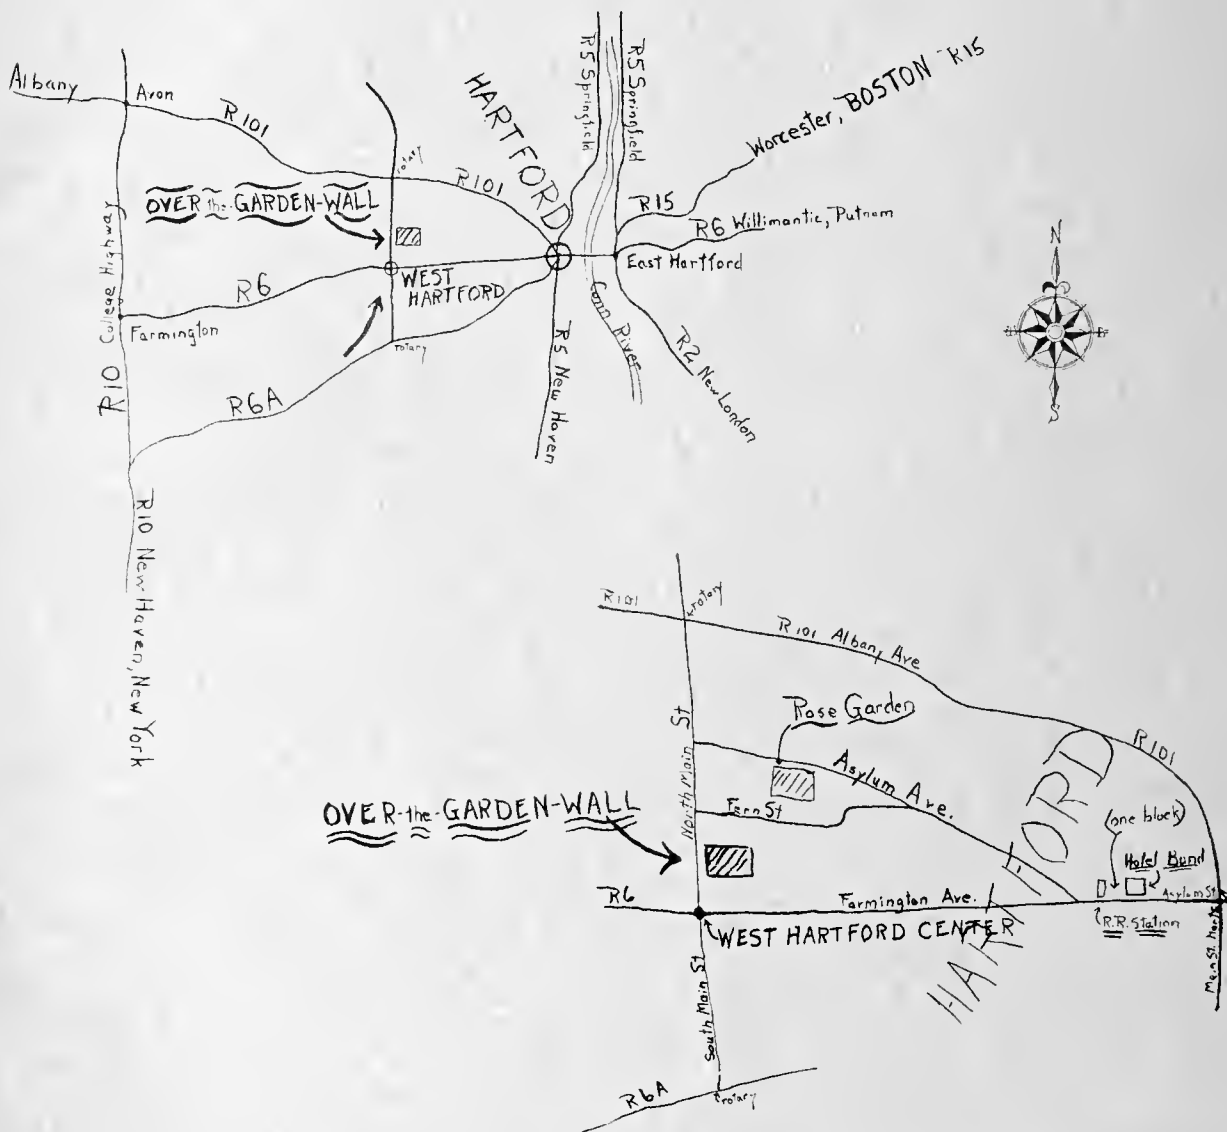 Albany
Avon
R101
rotary
R101
HARTFORD
R5 Springfield
R5 Springfield
Worcester, BOSTON R15
R15
R6 Willimantic, Putnam
East Hartford
OVER-the-GARDEN-WALL
WEST
HARTFORD
R6
Farmington
R10 College Highway
rotary
R6A
R5 New Haven
Conn River
R2 New London
R10 New-Haven, New York
N
S
R101
rotary
R101 Albany Ave
R101
Rose Garden
North Main St
Asylum Ave.
Fern St
OVER-the-GARDEN-WALL
HARTFORD
(one block)
Hotel Bond
Asylum St
R6
Farmington Ave.
R.R. Station
WEST HARTFORD CENTER
South Main St
R6A
rotary